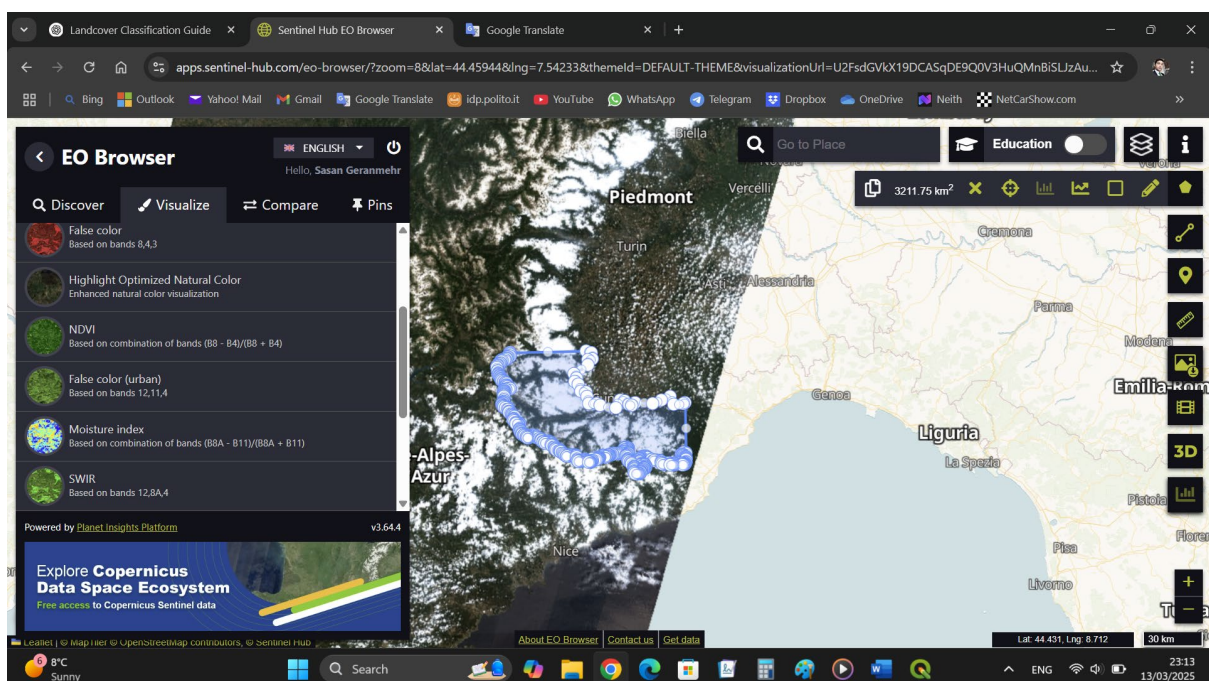 Landcover Classification Guide
Sentinel Hub EO Browser
Google Translate
apps.sentinel-hub.com/eo-browser/?zoom=8&lat=44.45944&lng=7.54233&themeId=DEFAULT-THEME&visualizationUrl=U2FsdGVkX19DCASqDE9Q0V3HuQMnBiSLJzAu...
Bing
Outlook
Yahoo! Mail
Gmail
Google Translate
idp.polito.it
YouTube
WhatsApp
Telegram
Dropbox
OneDrive
Neith
NetCarShow.com
EO Browser
ENGLISH
Hello, Sasan Geranmehr
Discover
Visualize
Compare
Pins
False color
Based on bands 8,4,3
Highlight Optimized Natural Color
Enhanced natural color visualization
NDVI
Based on combination of bands (B8 - B4)/(B8 + B4)
False color (urban)
Based on bands 12,11,4
Moisture index
Based on combination of bands (B8A - B11)/(B8A + B11)
SWIR
Based on bands 12,8A,4
Powered by Planet Insights Platform
v3.64.4
Explore Copernicus
Data Space Ecosystem
Free access to Copernicus Sentinel data
Leaflet | © MapTiler © OpenStreetMap contributors, © Sentinel Hub
Go to Place
Education
3211.75 km²
Biella
Piedmont
Vercelli
Turin
Asti
Alessandria
Cremona
Parma
Modena
Emilia-Rom
Genoa
Liguria
La Spezia
-Alpes-
Azur
Nice
Pisa
Livorno
Pistoia
Florer
Verona
3D
About EO Browser
Contact us
Get data
Lat: 44.431, Lng: 8.712
30 km
6
8°C
Sunny
Search
ENG
23:13
13/03/2025